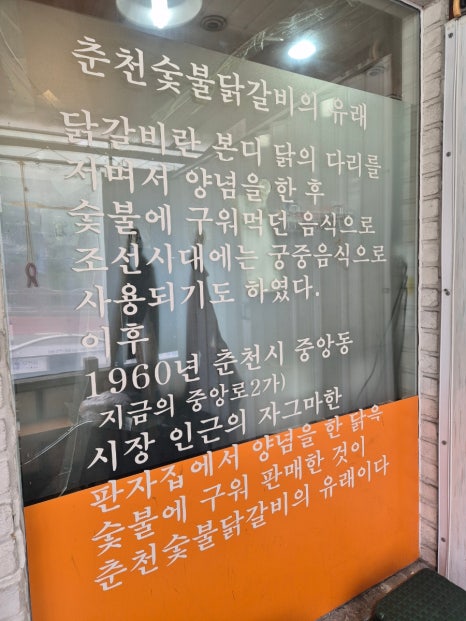 춘천숯불닭갈비의 유래
닭갈비란 본디 닭의 다리를
저며서 양념을 한 후
숯불에 구워먹던 음식으로
조선시대에는 궁중음식으로
사용되기도 하였다.
이후
1960년 춘천시 중앙동
지금의 중앙로2가)
시장 인근의 자그마한
판자집에서 양념을 한 닭윽
숯불에 구워 판매한 것이
춘천숯불닭갈비의 유래이다